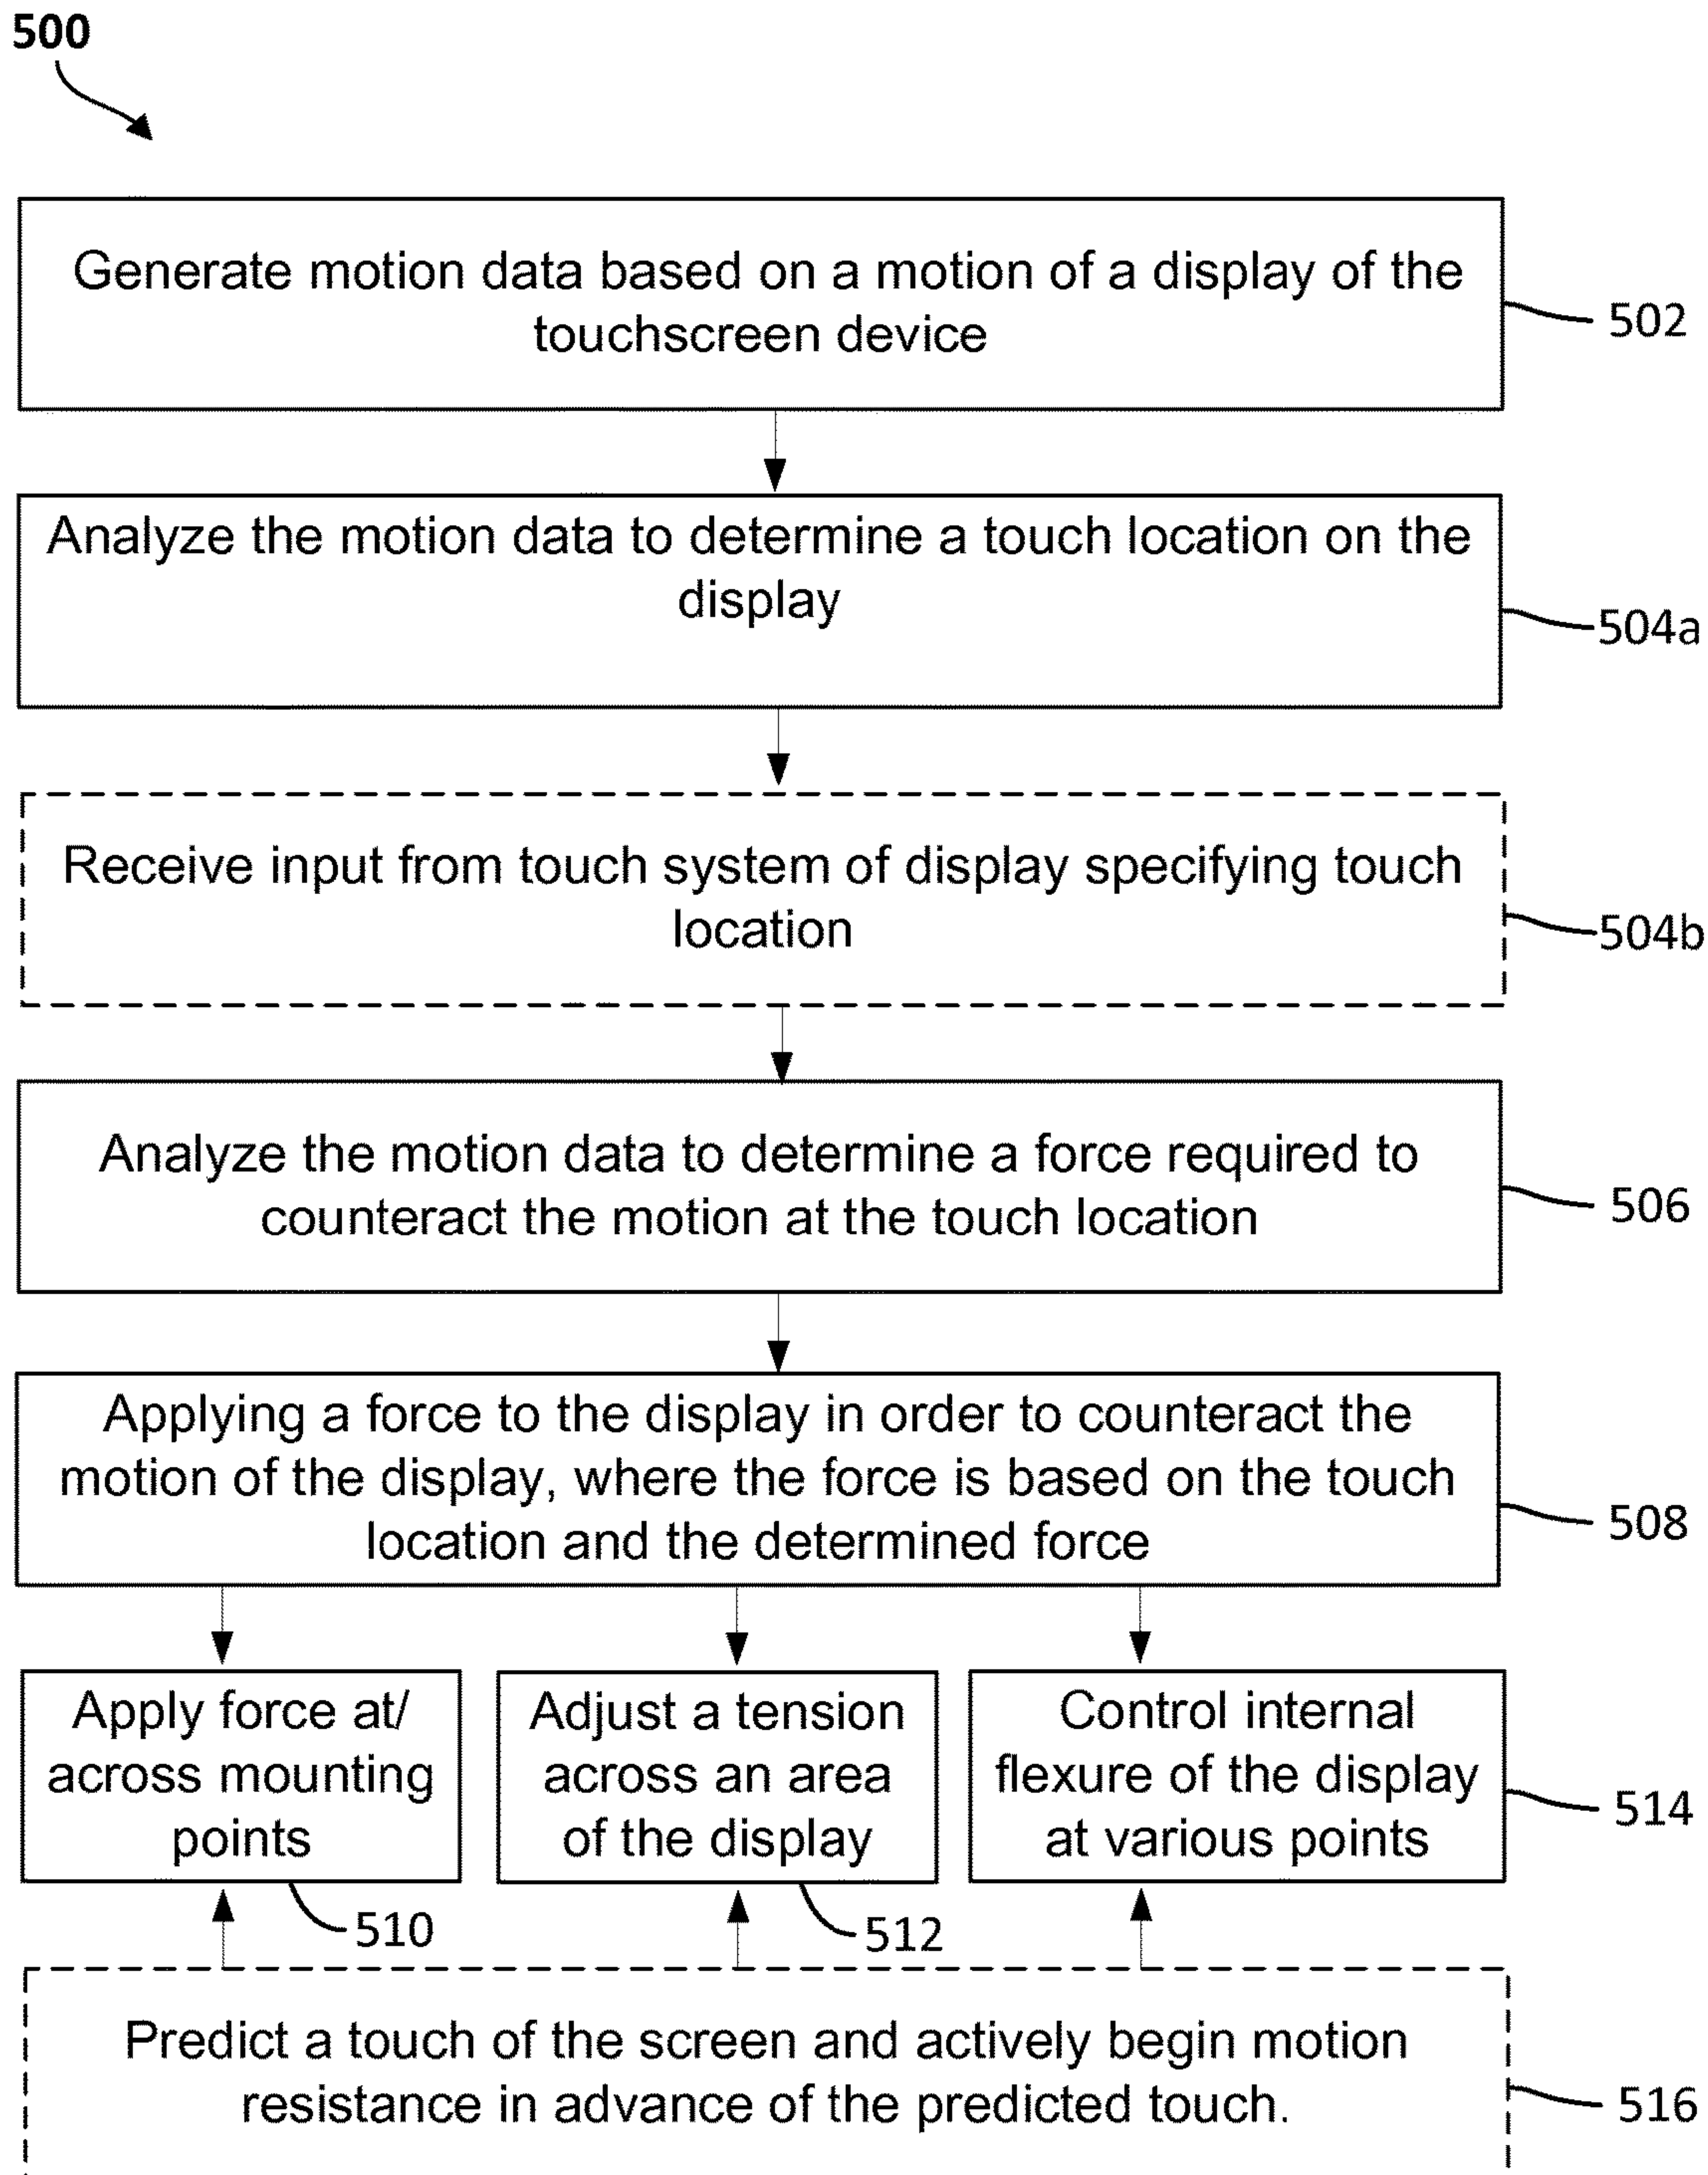 500
Generate motion data based on a motion of a display of the
touchscreen device
502
Analyze the motion data to determine a touch location on the
display
504a
Receive input from touch system of display specifying touch
location
504b
Analyze the motion data to determine a force required to
counteract the motion at the touch location
506
Applying a force to the display in order to counteract the
motion of the display, where the force is based on the touch
location and the determined force
508
Apply force at/
across mounting
points
510
Adjust a tension
across an area
of the display
512
Control internal
flexure of the display
at various points
514
Predict a touch of the screen and actively begin motion
resistance in advance of the predicted touch.
516